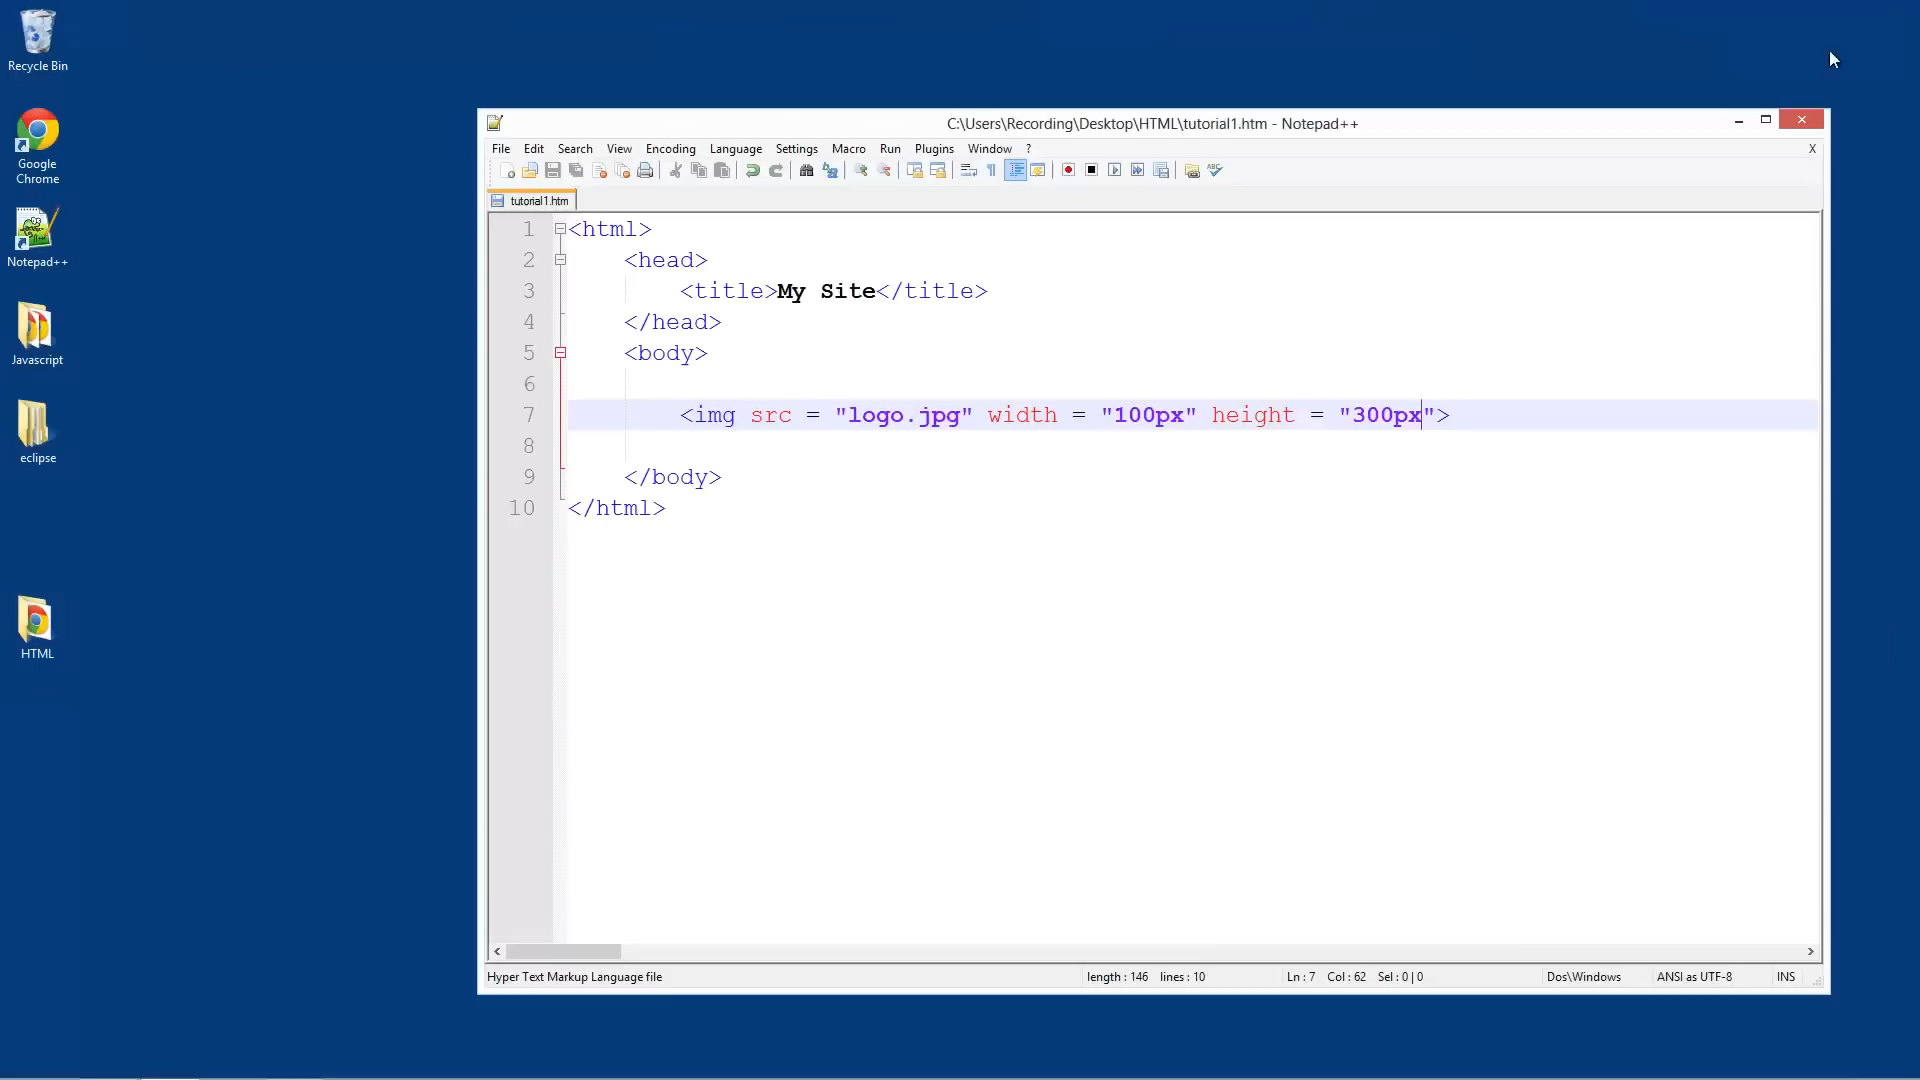 Recycle Bin
Google
Chrome
Notepad++
Javascript
eclipse
HTML
C:\Users\Recording\Desktop\HTML\tutorial1.htm - Notepad++
File Edit Search View Encoding Language Settings Macro Run Plugins Window ? X
tutorial1.htm
1 <html>
2 <head>
3 <title>My Site</title>
4 </head>
5 <body>
6
7 <img src = "logo.jpg" width = "100px" height = "300px">
8
9 </body>
10 </html>
Hyper Text Markup Language file length : 146 lines : 10 Ln : 7 Col : 62 Sel : 0 | 0 Dos\Windows ANSI as UTF-8 INS